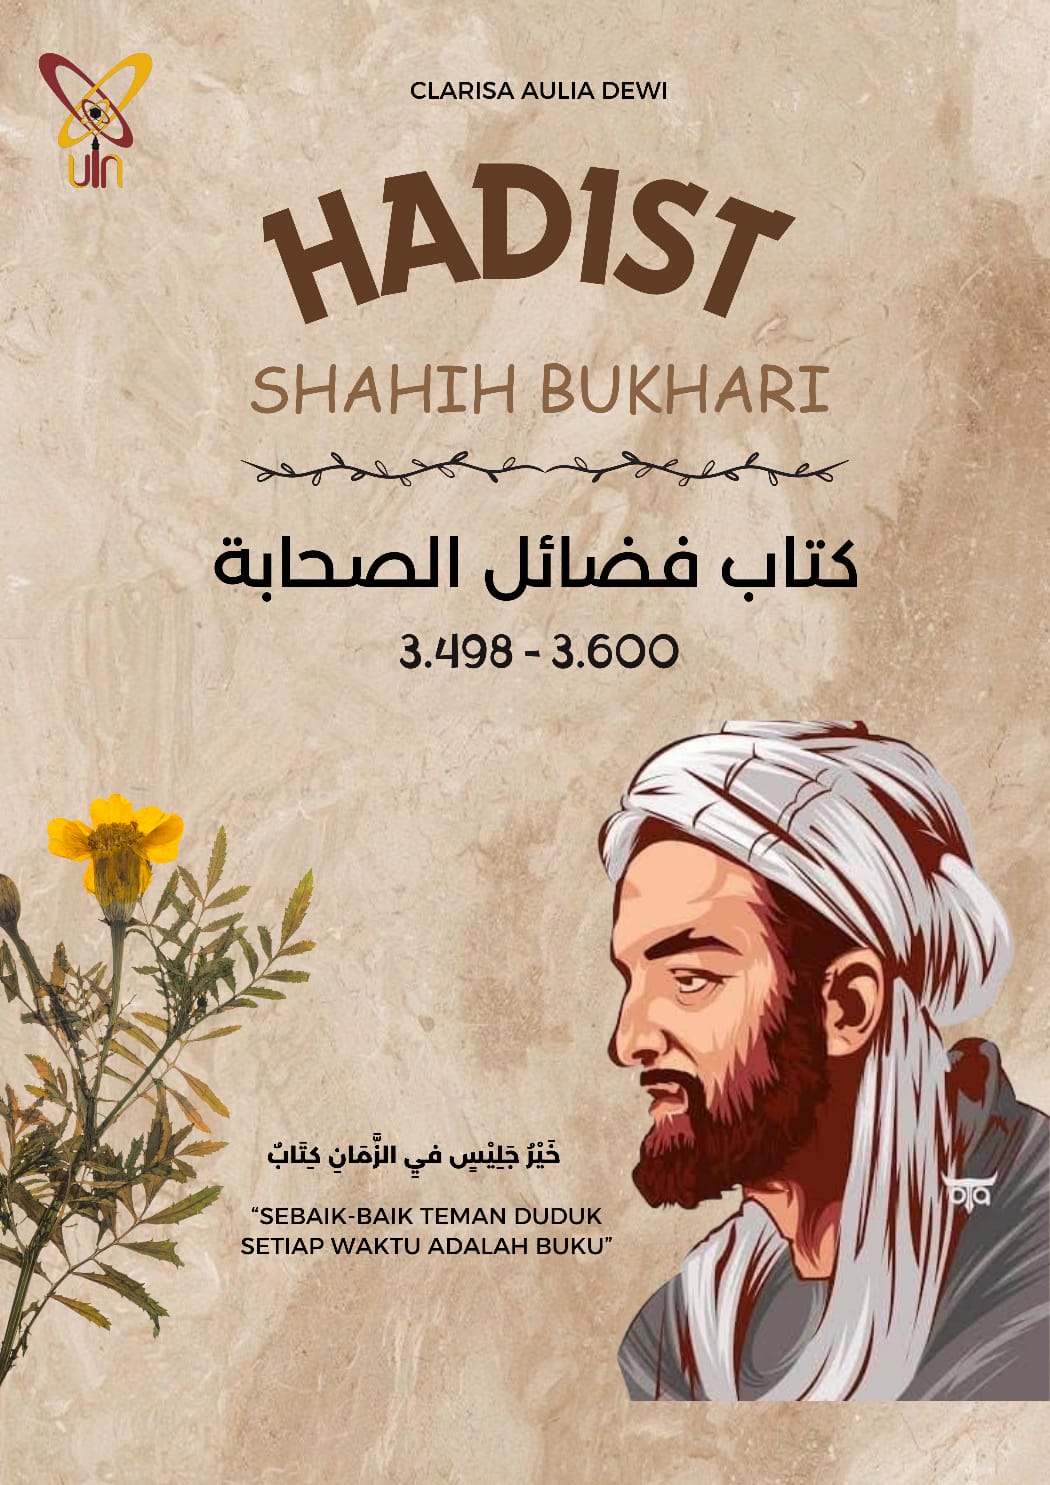 uin
CLARISA AULIA DEWI
HADIST
SHAHIH BUKHARI
كتاب فضائل الصحابة
3.498 - 3.600
خَيْرُ جَلِيْسٍ فيِ الزَّمَانِ كِتَابٌ
“SEBAIK-BAIK TEMAN DUDUK
SETIAP WAKTU ADALAH BUKU”